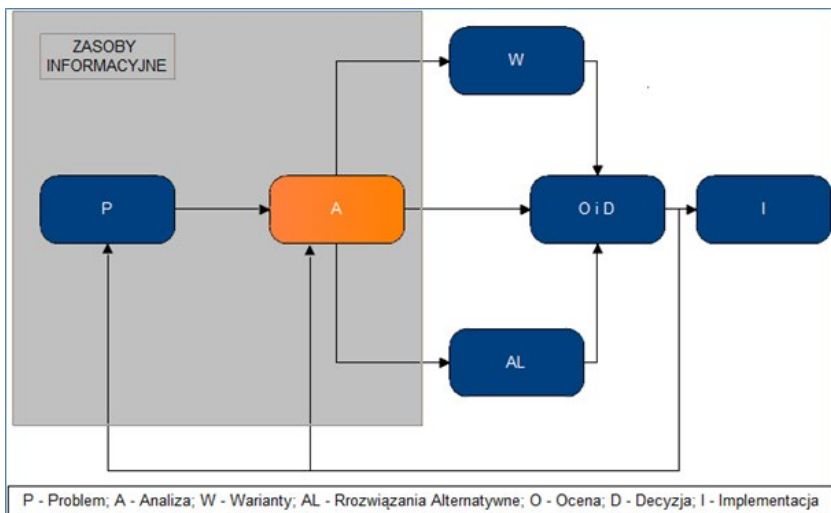 ZASOBY
INFORMACYJNE
W
P
A
O i D
I
AL
P - Problem; A - Analiza; W - Warianty; AL - Rrozwiązania Alternatywne; O - Ocena; D - Decyzja; I - Implementacja